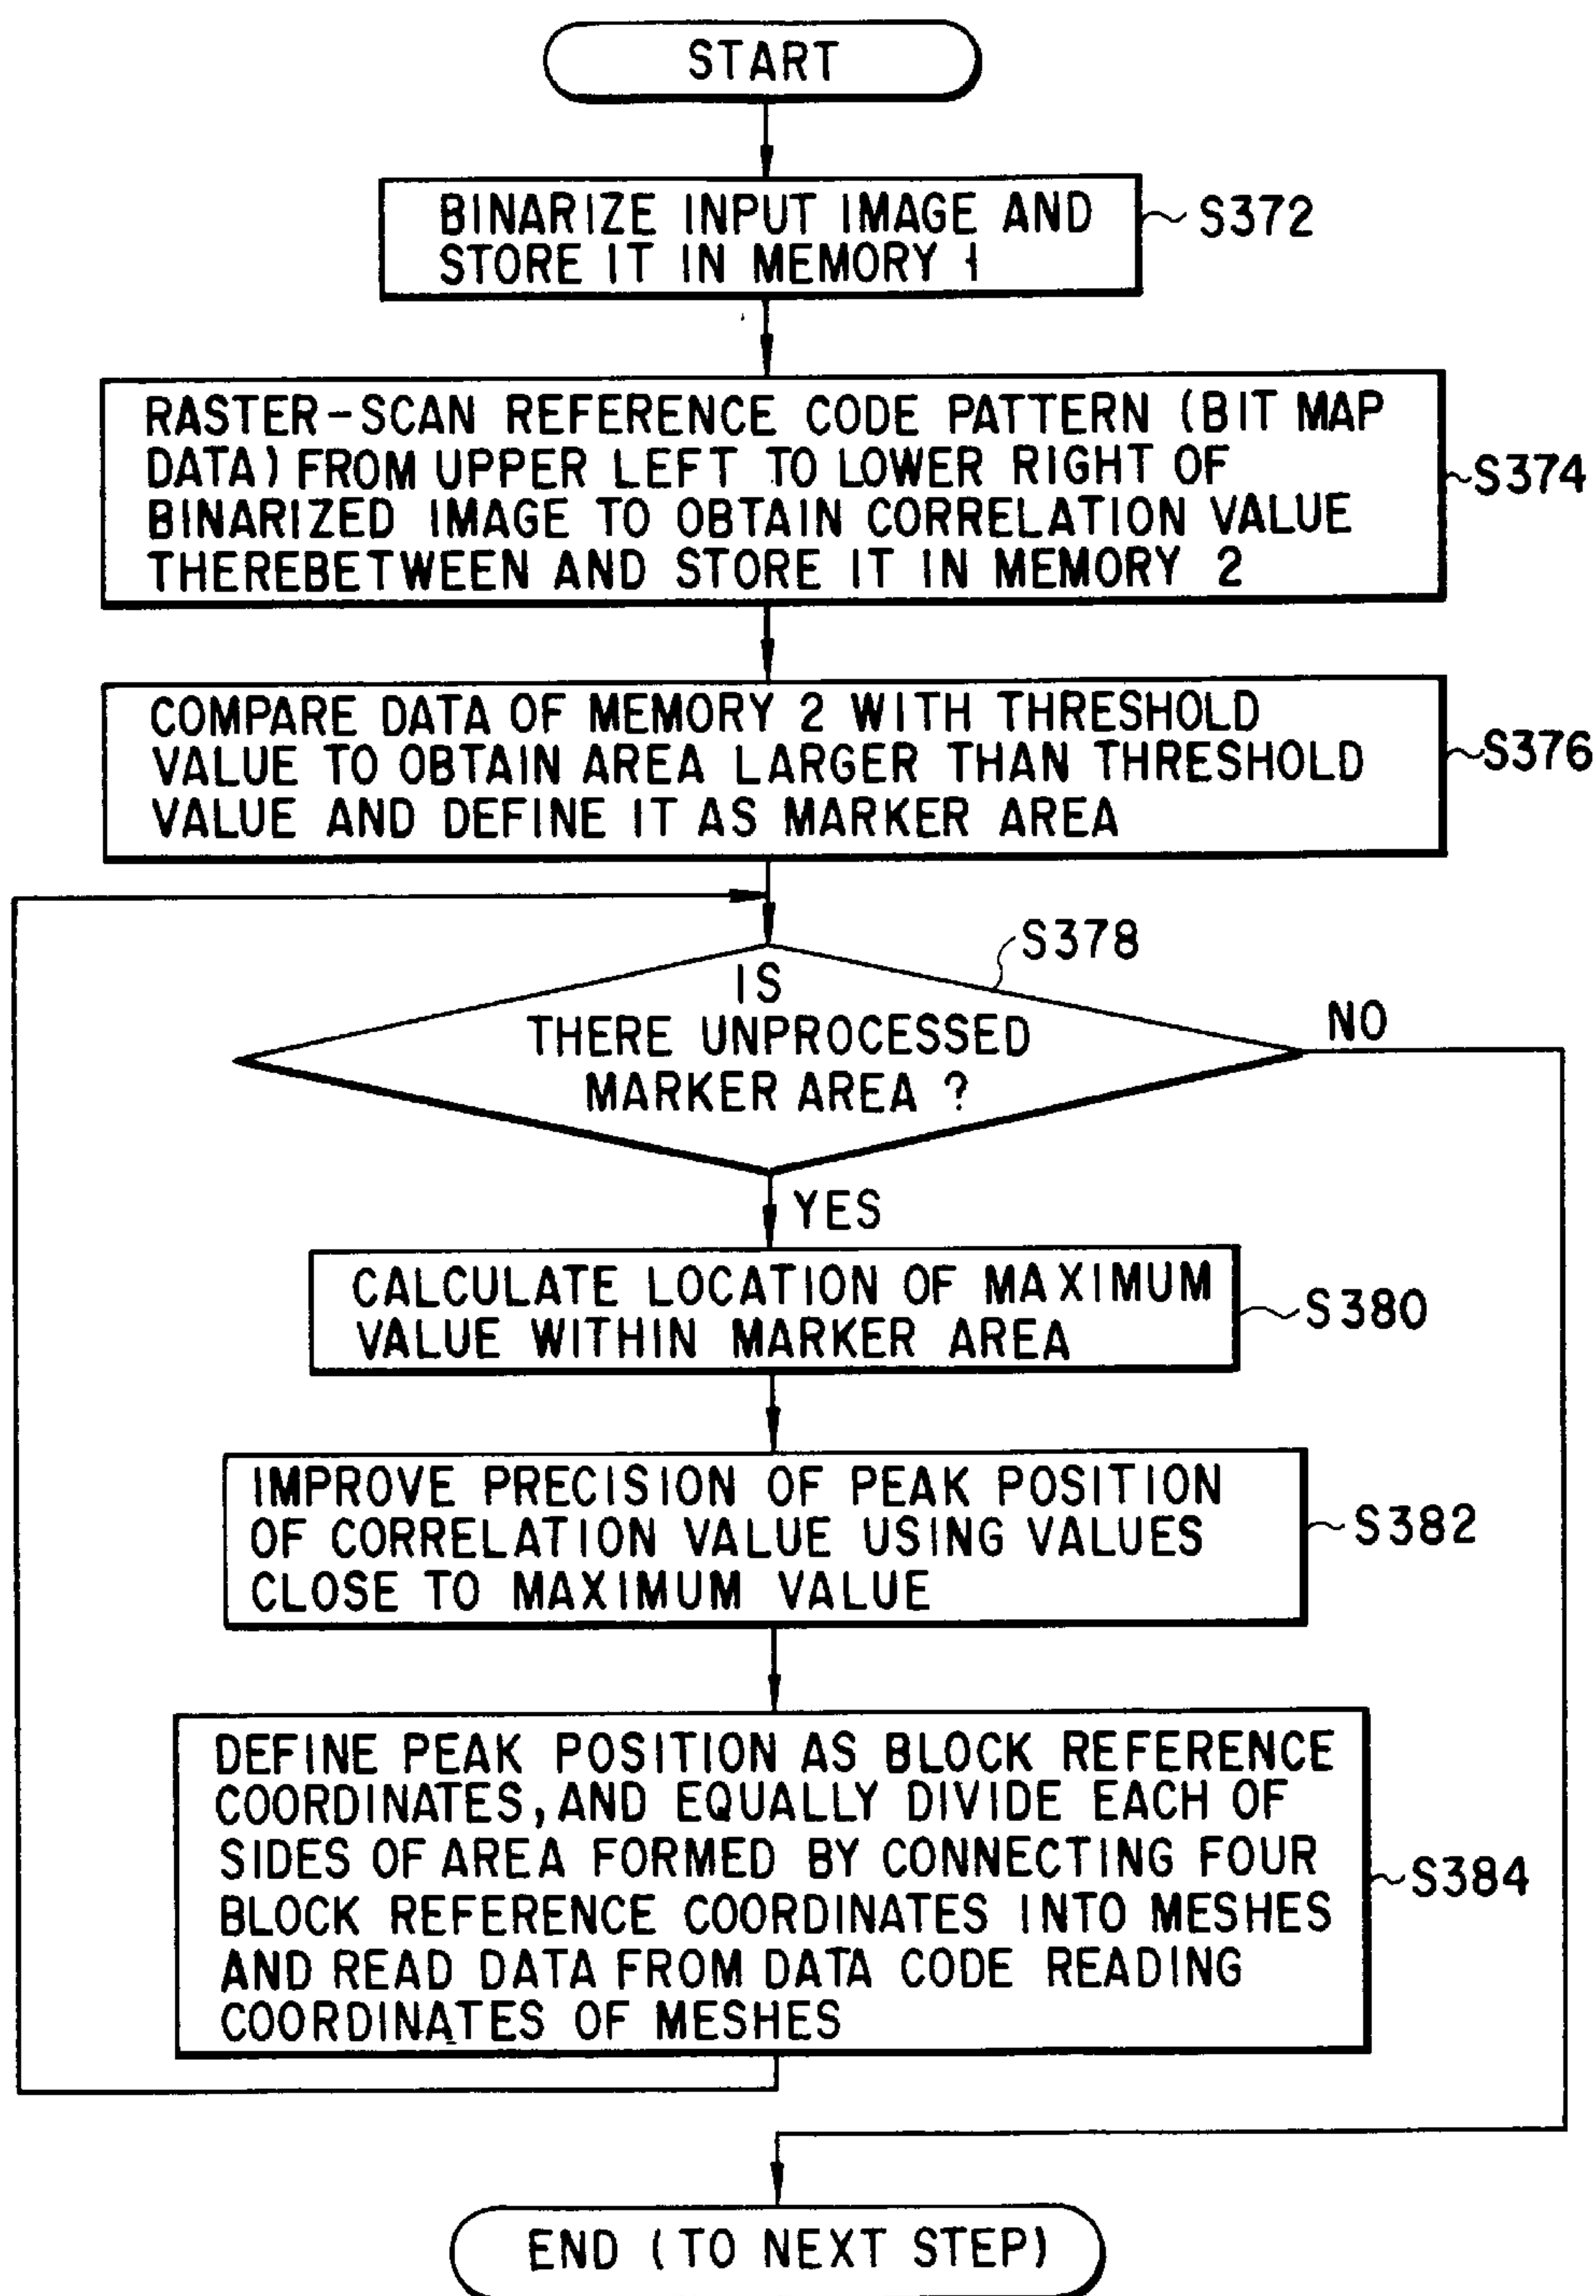 START
BINARIZE INPUT IMAGE AND
STORE IT IN MEMORY 1
S372
RASTER-SCAN REFERENCE CODE PATTERN (BIT MAP
DATA) FROM UPPER LEFT TO LOWER RIGHT OF
BINARIZED IMAGE TO OBTAIN CORRELATION VALUE
THEREBETWEEN AND STORE IT IN MEMORY 2
S374
COMPARE DATA OF MEMORY 2 WITH THRESHOLD
VALUE TO OBTAIN AREA LARGER THAN THRESHOLD
VALUE AND DEFINE IT AS MARKER AREA
S376
S378
IS
THERE UNPROCESSED
MARKER AREA ?
NO
YES
CALCULATE LOCATION OF MAXIMUM
VALUE WITHIN MARKER AREA
S380
IMPROVE PRECISION OF PEAK POSITION
OF CORRELATION VALUE USING VALUES
CLOSE TO MAXIMUM VALUE
S382
DEFINE PEAK POSITION AS BLOCK REFERENCE
COORDINATES, AND EQUALLY DIVIDE EACH OF
SIDES OF AREA FORMED BY CONNECTING FOUR
BLOCK REFERENCE COORDINATES INTO MESHES
AND READ DATA FROM DATA CODE READING
COORDINATES OF MESHES
S384
END (TO NEXT STEP)